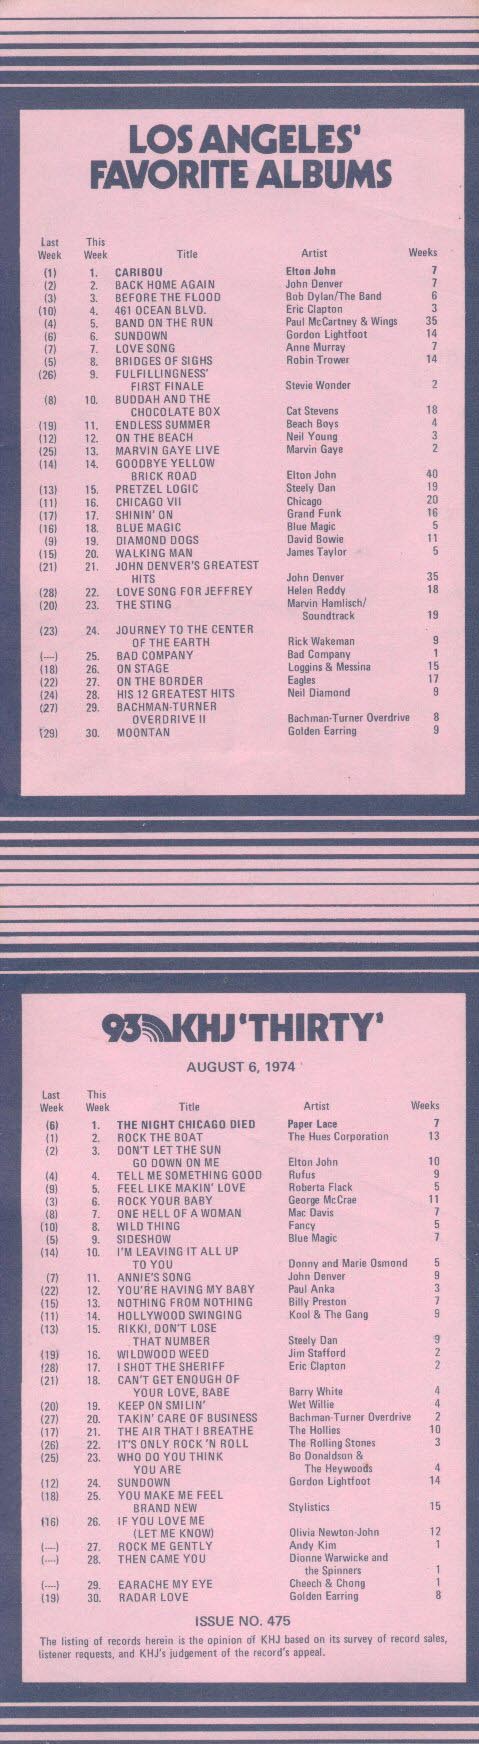 LOS ANGELES'
FAVORITE ALBUMS
Last This
Week Week Title Artist Weeks
(1) 1. CARIBOU Elton John 7
(2) 2. BACK HOME AGAIN John Denver 7
(3) 3. BEFORE THE FLOOD Bob Dylan/The Band 6
(10) 4. 461 OCEAN BLVD. Eric Clapton 3
(4) 5. BAND ON THE RUN Paul McCartney & Wings 35
(6) 6. SUNDOWN Gordon Lightfoot 14
(7) 7. LOVE SONG Anne Murray 7
(5) 8. BRIDGES OF SIGHS Robin Trower 14
(26) 9. FULFILLINGNESS'
FIRST FINALE Stevie Wonder 2
(8) 10. BUDDAH AND THE
CHOCOLATE BOX Cat Stevens 18
(19) 11. ENDLESS SUMMER Beach Boys 4
(12) 12. ON THE BEACH Neil Young 3
(25) 13. MARVIN GAYE LIVE Marvin Gaye 2
(14) 14. GOODBYE YELLOW
BRICK ROAD Elton John 40
(13) 15. PRETZEL LOGIC Steely Dan 19
(11) 16. CHICAGO VII Chicago 20
(17) 17. SHININ' ON Grand Funk 16
(16) 18. BLUE MAGIC Blue Magic 5
(9) 19. DIAMOND DOGS David Bowie 11
(15) 20. WALKING MAN James Taylor 5
(21) 21. JOHN DENVER'S GREATEST
HITS John Denver 35
(28) 22. LOVE SONG FOR JEFFREY Helen Reddy 18
(20) 23. THE STING Marvin Hamlisch/
Soundtrack 19
(23) 24. JOURNEY TO THE CENTER
OF THE EARTH Rick Wakeman 9
(—) 25. BAD COMPANY Bad Company 1
(18) 26. ON STAGE Loggins & Messina 15
(22) 27. ON THE BORDER Eagles 17
(24) 28. HIS 12 GREATEST HITS Neil Diamond 9
(27) 29. BACHMAN-TURNER
OVERDRIVE II Bachman-Turner Overdrive 8
(29) 30. MOONTAN Golden Earring 9
93 KHJ 'THIRTY'
AUGUST 6, 1974
Last This
Week Week Title Artist Weeks
(6) 1. THE NIGHT CHICAGO DIED Paper Lace 7
(1) 2. ROCK THE BOAT The Hues Corporation 13
(2) 3. DON'T LET THE SUN
GO DOWN ON ME Elton John 10
(4) 4. TELL ME SOMETHING GOOD Rufus 9
(9) 5. FEEL LIKE MAKIN' LOVE Roberta Flack 5
(3) 6. ROCK YOUR BABY George McCrae 11
(8) 7. ONE HELL OF A WOMAN Mac Davis 7
(10) 8. WILD THING Fancy 5
(5) 9. SIDESHOW Blue Magic 7
(14) 10. I'M LEAVING IT ALL UP
TO YOU Donny and Marie Osmond 5
(7) 11. ANNIE'S SONG John Denver 9
(22) 12. YOU'RE HAVING MY BABY Paul Anka 3
(15) 13. NOTHING FROM NOTHING Billy Preston 7
(11) 14. HOLLYWOOD SWINGING Kool & The Gang 9
(13) 15. RIKKI, DON'T LOSE
THAT NUMBER Steely Dan 9
(19) 16. WILDWOOD WEED Jim Stafford 2
(28) 17. I SHOT THE SHERIFF Eric Clapton 2
(21) 18. CAN'T GET ENOUGH OF
YOUR LOVE, BABE Barry White 4
(20) 19. KEEP ON SMILIN' Wet Willie 4
(27) 20. TAKIN' CARE OF BUSINESS Bachman-Turner Overdrive 2
(17) 21. THE AIR THAT I BREATHE The Hollies 10
(26) 22. IT'S ONLY ROCK 'N ROLL The Rolling Stones 3
(25) 23. WHO DO YOU THINK Bo Donaldson &
YOU ARE The Heywoods 4
(12) 24. SUNDOWN Gordon Lightfoot 14
(18) 25. YOU MAKE ME FEEL
BRAND NEW Stylistics 15
(16) 26. IF YOU LOVE ME
(LET ME KNOW) Olivia Newton-John 12
(—) 27. ROCK ME GENTLY Andy Kim 1
(—) 28. THEN CAME YOU Dionne Warwicke and
the Spinners 1
(—) 29. EARACHE MY EYE Cheech & Chong 1
(19) 30. RADAR LOVE Golden Earring 8
ISSUE NO. 475
The listing of records herein is the opinion of KHJ based on its survey of record sales,
listener requests, and KHJ's judgement of the record's appeal.